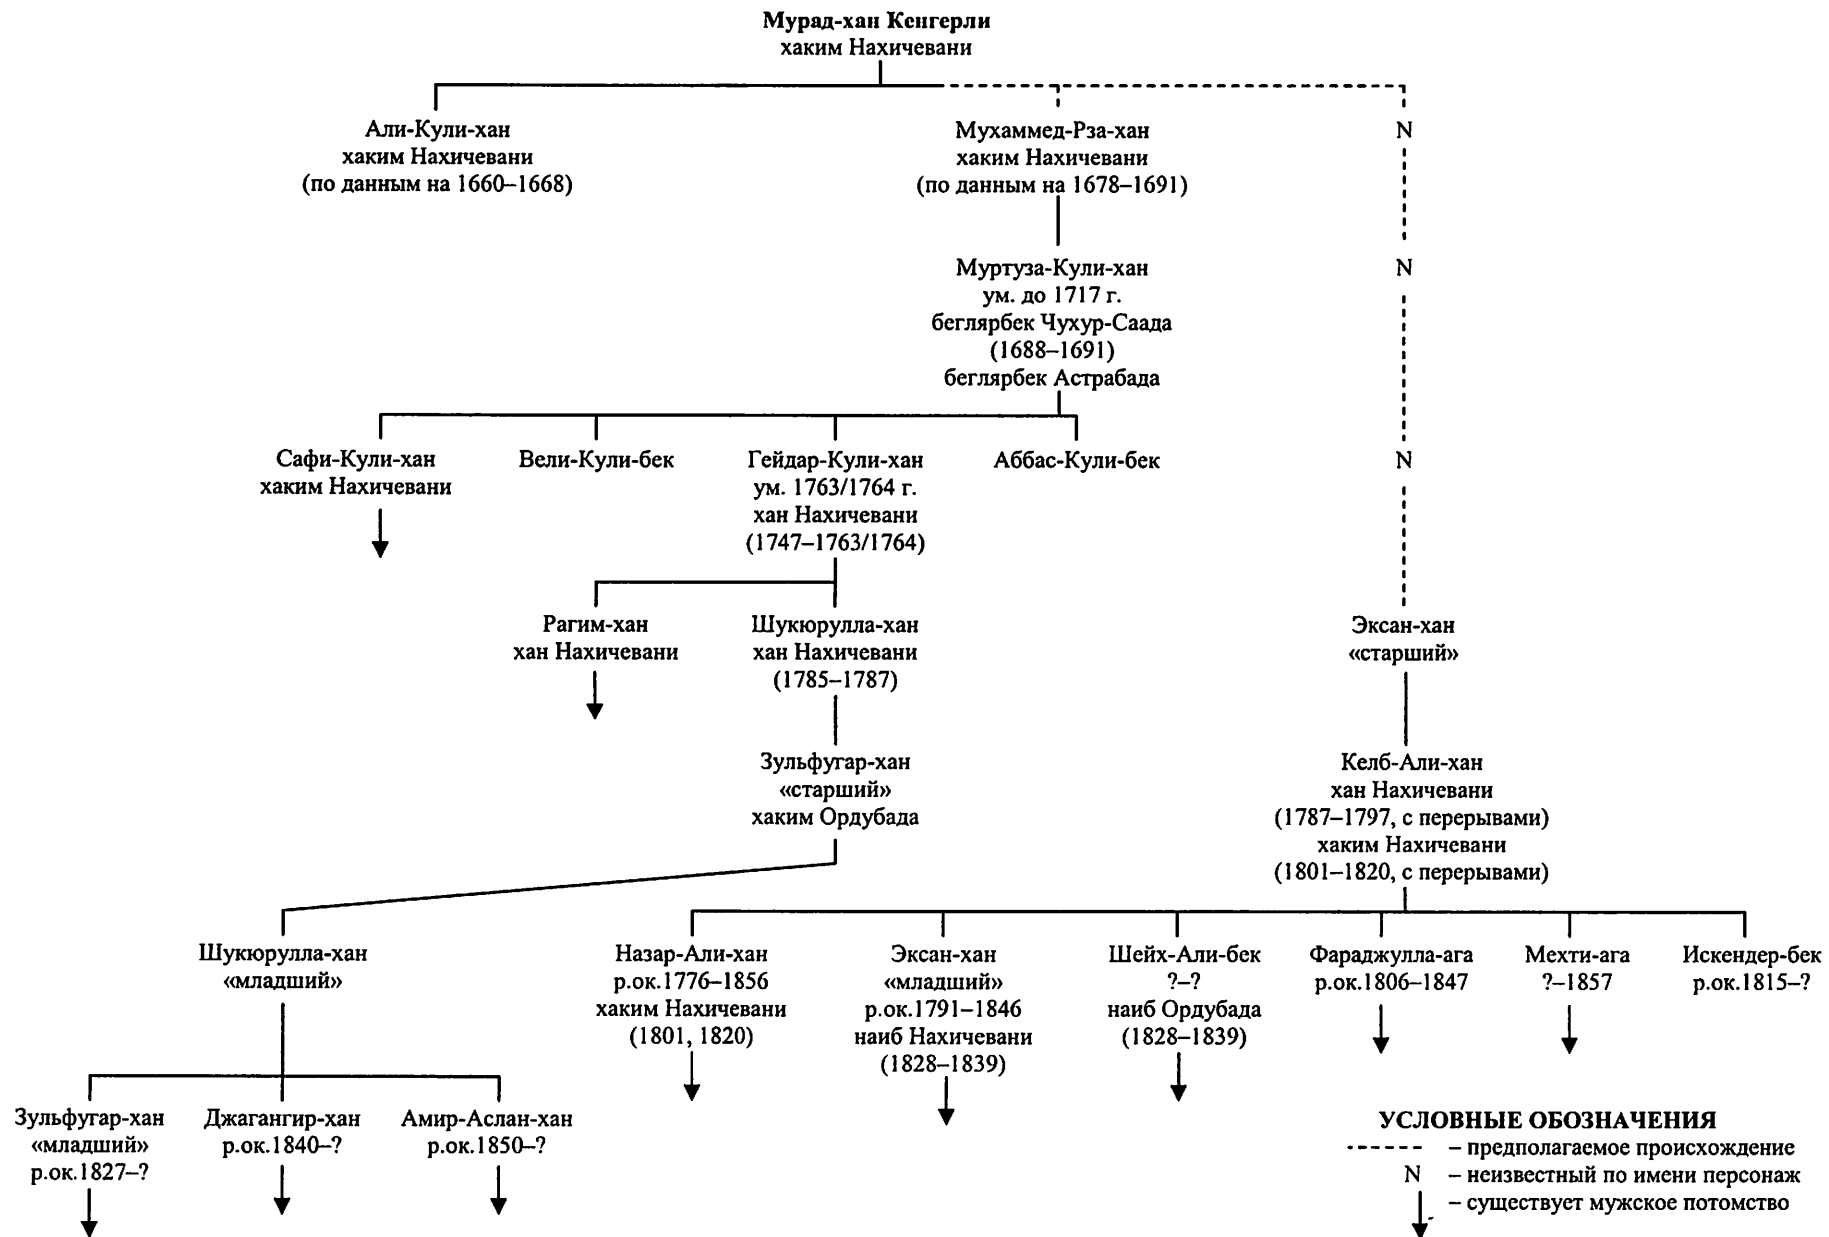 Мурад-хан Кенгерли
хаким Нахичевани
Али-Кули-хан
хаким Нахичевани
(по данным на 1660–1668)
Мухаммед-Рза-хан
хаким Нахичевани
(по данным на 1678–1691)
N
Муртуза-Кули-хан
ум. до 1717 г.
беглярбек Чухур-Саада
(1688–1691)
беглярбек Астрабада
N
Сафи-Кули-хан
хаким Нахичевани
Вели-Кули-бек
Гейдар-Кули-хан
ум. 1763/1764 г.
хан Нахичевани
(1747–1763/1764)
Аббас-Кули-бек
N
Рагим-хан
хан Нахичевани
Шукюрулла-хан
хан Нахичевани
(1785–1787)
Эксан-хан
«старший»
Зульфугар-хан
«старший»
хаким Ордубада
Келб-Али-хан
хан Нахичевани
(1787–1797, с перерывами)
хаким Нахичевани
(1801–1820, с перерывами)
Шукюрулла-хан
«младший»
Назар-Али-хан
р.ок.1776–1856
хаким Нахичевани
(1801, 1820)
Эксан-хан
«младший»
р.ок.1791–1846
наиб Нахичевани
(1828–1839)
Шейх-Али-бек
?–?
наиб Ордубада
(1828–1839)
Фараджулла-ага
р.ок.1806–1847
Мехти-ага
?–1857
Искендер-бек
р.ок.1815–?
Зульфугар-хан
«младший»
р.ок.1827–?
Джагангир-хан
р.ок.1840–?
Амир-Аслан-хан
р.ок.1850–?
УСЛОВНЫЕ ОБОЗНАЧЕНИЯ
– предполагаемое происхождение
N – неизвестный по имени персонаж
– существует мужское потомство